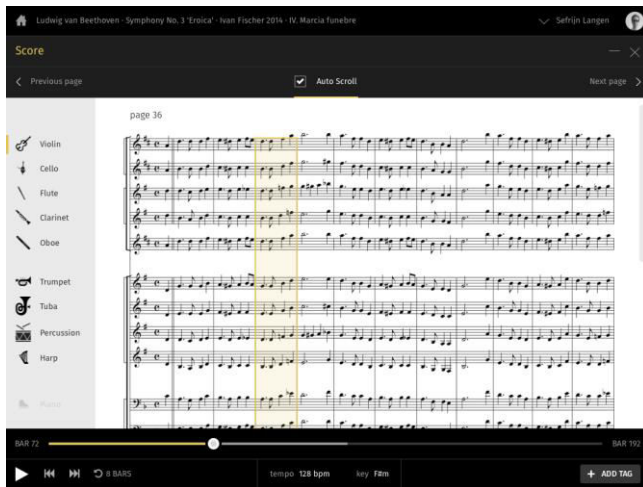 Ludwig van Beethoven - Symphony No. 3 'Eroica' - Ivan Fischer 2014 - IV. Marcia funebre
Sefrijn Langen
Score
Previous page
Auto Scroll
Next page
page 36
Violin
Cello
Flute
Clarinet
Oboe
Trumpet
Tuba
Percussion
Harp
Piano
BAR 72
BAR 192
8 BARS
tempo 128 bpm
key F#m
+ ADD TAG